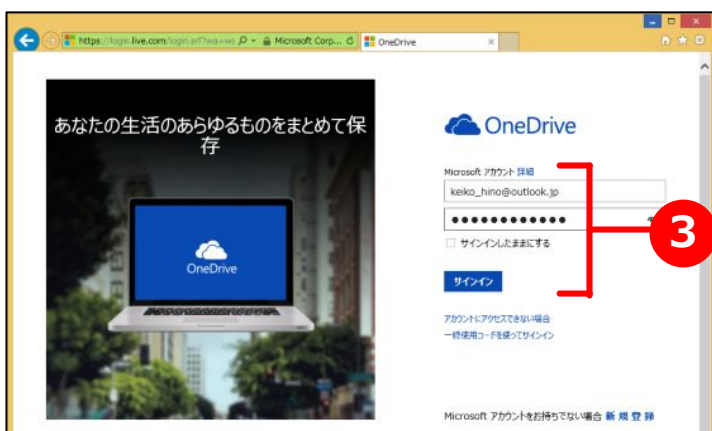 https://login.live.com/login.srf?wa=ws
Microsoft Corp...
OneDrive
あなたの生活のあらゆるものをまとめて保
存
OneDrive
OneDrive
Microsoft アカウント 詳細
keiko_hino@outlook.jp
●●●●●●●●●●●●
サインインしたままにする
3
サインイン
アカウントにアクセスできない場合
一時使用コードを使ってサインイン
Microsoft アカウントをお持ちでない場合 新規登録